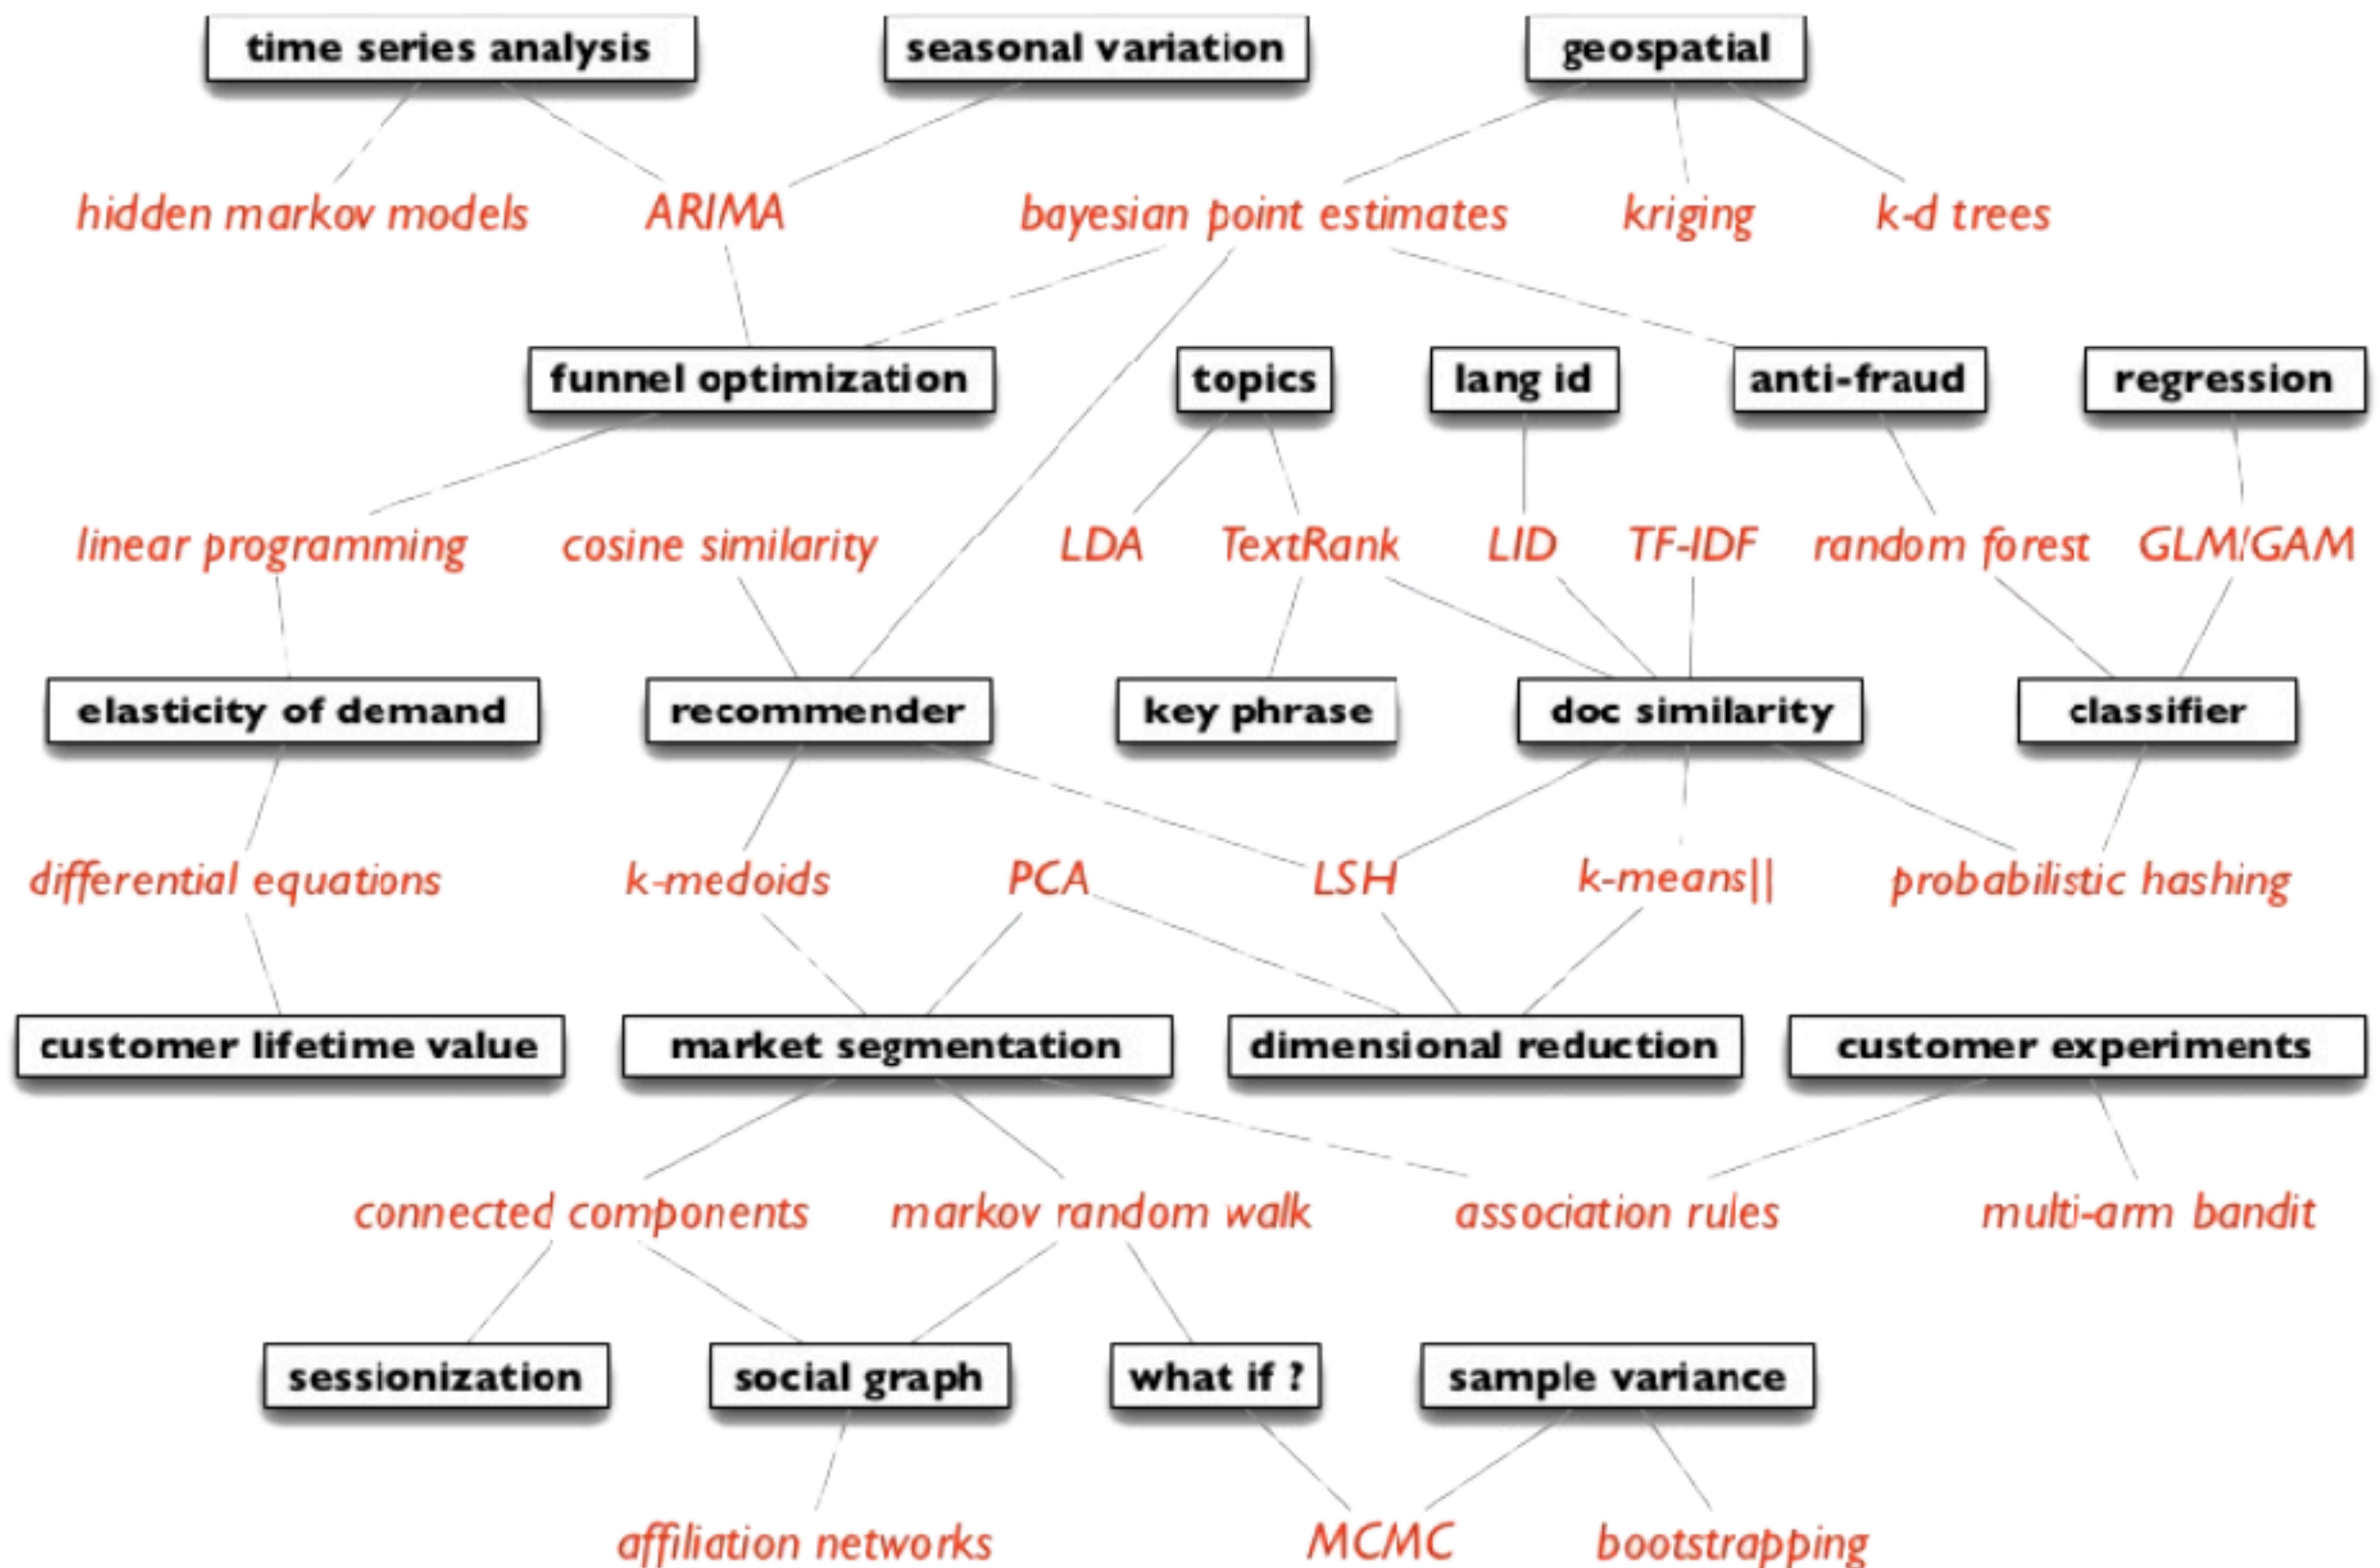 time series analysis
seasonal variation
geospatial
hidden markov models
ARIMA
bayesian point estimates
kriging
k-d trees
funnel optimization
topics
lang id
anti-fraud
regression
linear programming
cosine similarity
LDA
TextRank
LID
TF-IDF
random forest
GLM/GAM
elasticity of demand
recommender
key phrase
doc similarity
classifier
differential equations
k-medoids
PCA
LSH
k-means||
probabilistic hashing
customer lifetime value
market segmentation
dimensional reduction
customer experiments
connected components
markov random walk
association rules
multi-arm bandit
sessionization
social graph
what if ?
sample variance
affiliation networks
MCMC
bootstrapping